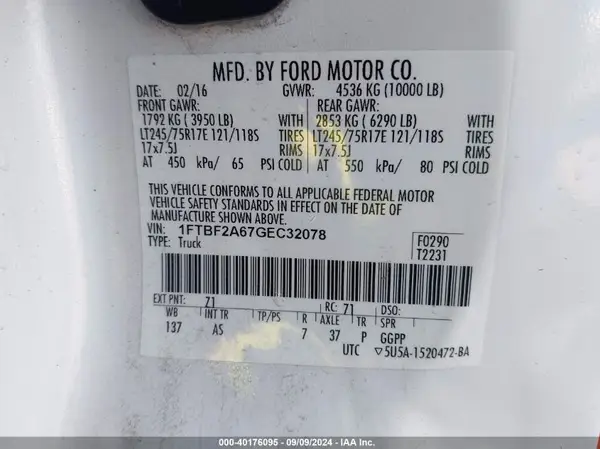 MFD. BY FORD MOTOR CO.
DATE: 02/16 GVWR: 4536 KG (10000 LB)
FRONT GAWR: REAR GAWR:
1792 KG ( 3950 LB) WITH 2853 KG ( 6290 LB) WITH
LT245/75R17E 121/118S TIRES LT245/75R17E 121/118S TIRES
17x7.5J RIMS 17x7.5J RIMS
AT 450 kPa/ 65 PSI COLD AT 550 kPa/ 80 PSI COLD
THIS VEHICLE CONFORMS TO ALL APPLICABLE FEDERAL MOTOR
VEHICLE SAFETY STANDARDS IN EFFECT ON THE DATE OF
MANUFACTURE SHOWN ABOVE.
VIN: 1FTBF2A67GEC32078 F0290
TYPE: Truck T2231
EXT PNT: Z1 RC: 71 DSO:
WB INT TR TP/PS R AXLE TR SPR
137 AS 7 37 P GGPP
UTC ▽5U5A-1520472-BA
00-40176095 - 09/09/2024 - IAA Inc.